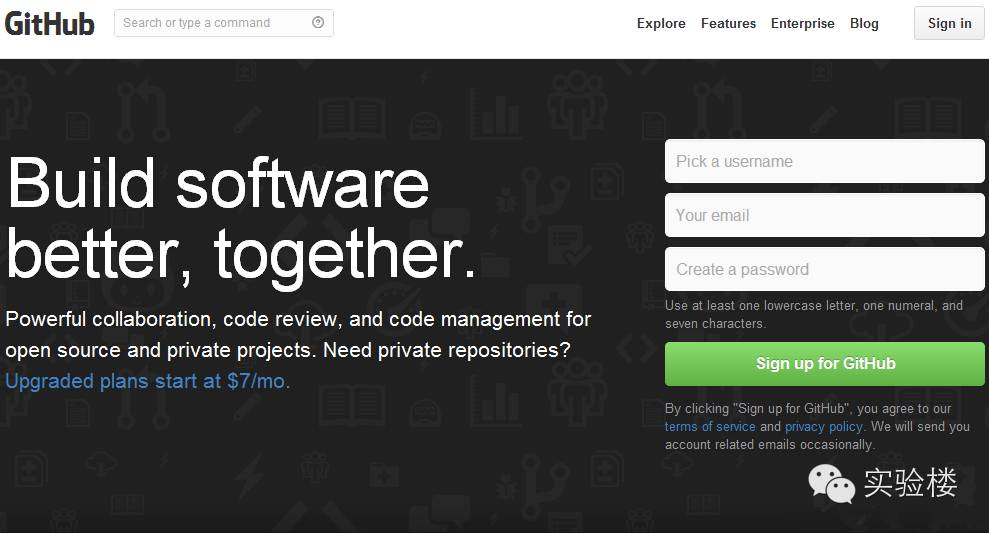 GitHub
Search or type a command
Explore Features Enterprise Blog Sign in
Build software
better, together.
Powerful collaboration, code review, and code management for
open source and private projects. Need private repositories?
Upgraded plans start at $7/mo.
Pick a username
Your email
Create a password
Use at least one lowercase letter, one numeral, and
seven characters.
Sign up for GitHub
By clicking "Sign up for GitHub", you agree to our
terms of service and privacy policy. We will send you
account related emails occasionally.
实验楼